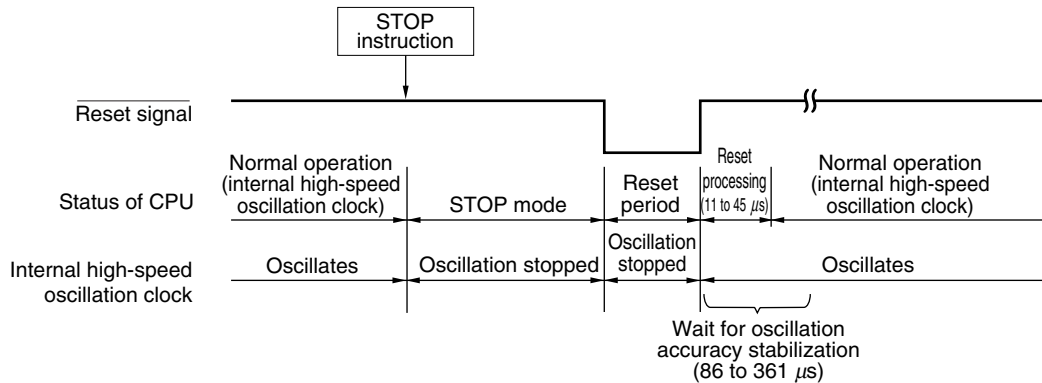 STOP
instruction
Reset signal
Normal operation
(internal high-speed
oscillation clock)
Status of CPU
STOP mode
Reset
period
Reset
processing
(11 to 45 μs)
Normal operation
(internal high-speed
oscillation clock)
Internal high-speed
oscillation clock
Oscillates
Oscillation stopped
Oscillation
stopped
Oscillates
Wait for oscillation
accuracy stabilization
(86 to 361 μs)